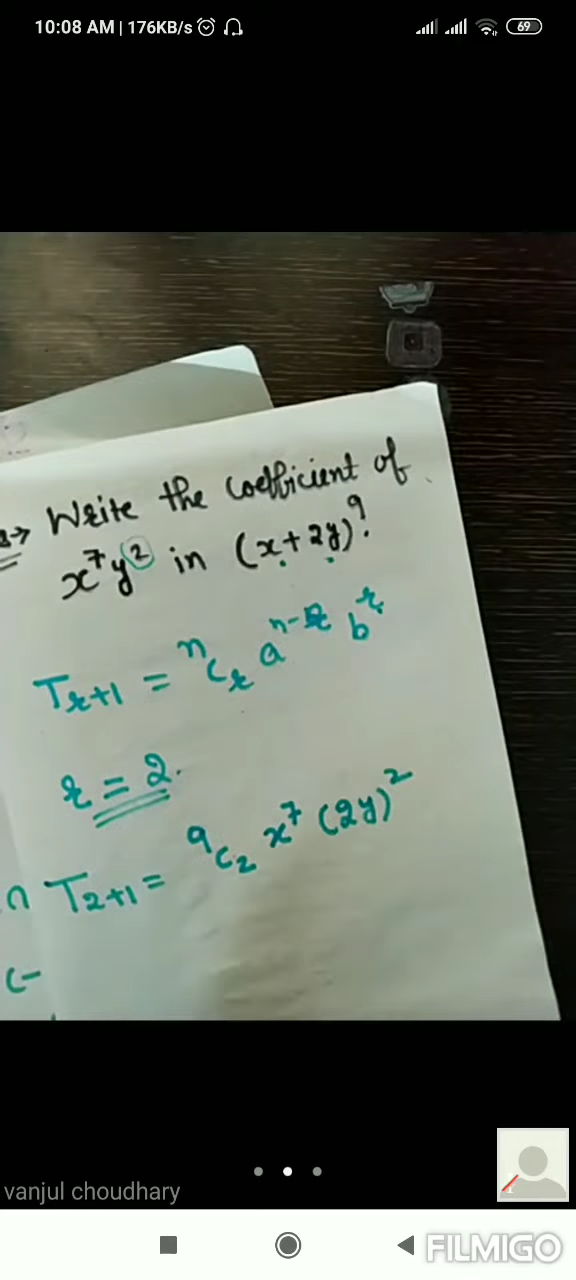 10:08 AM | 176KB/s
69
Write the coefficient of
x⁷y² in (x+2y)⁹?
Tr+1 = ⁿCr aⁿ⁻ʳ bʳ
r = 2.
n T2+1 = ⁹C₂ x⁷ (2y)²
c-
vanjul choudhary
FILMIGO